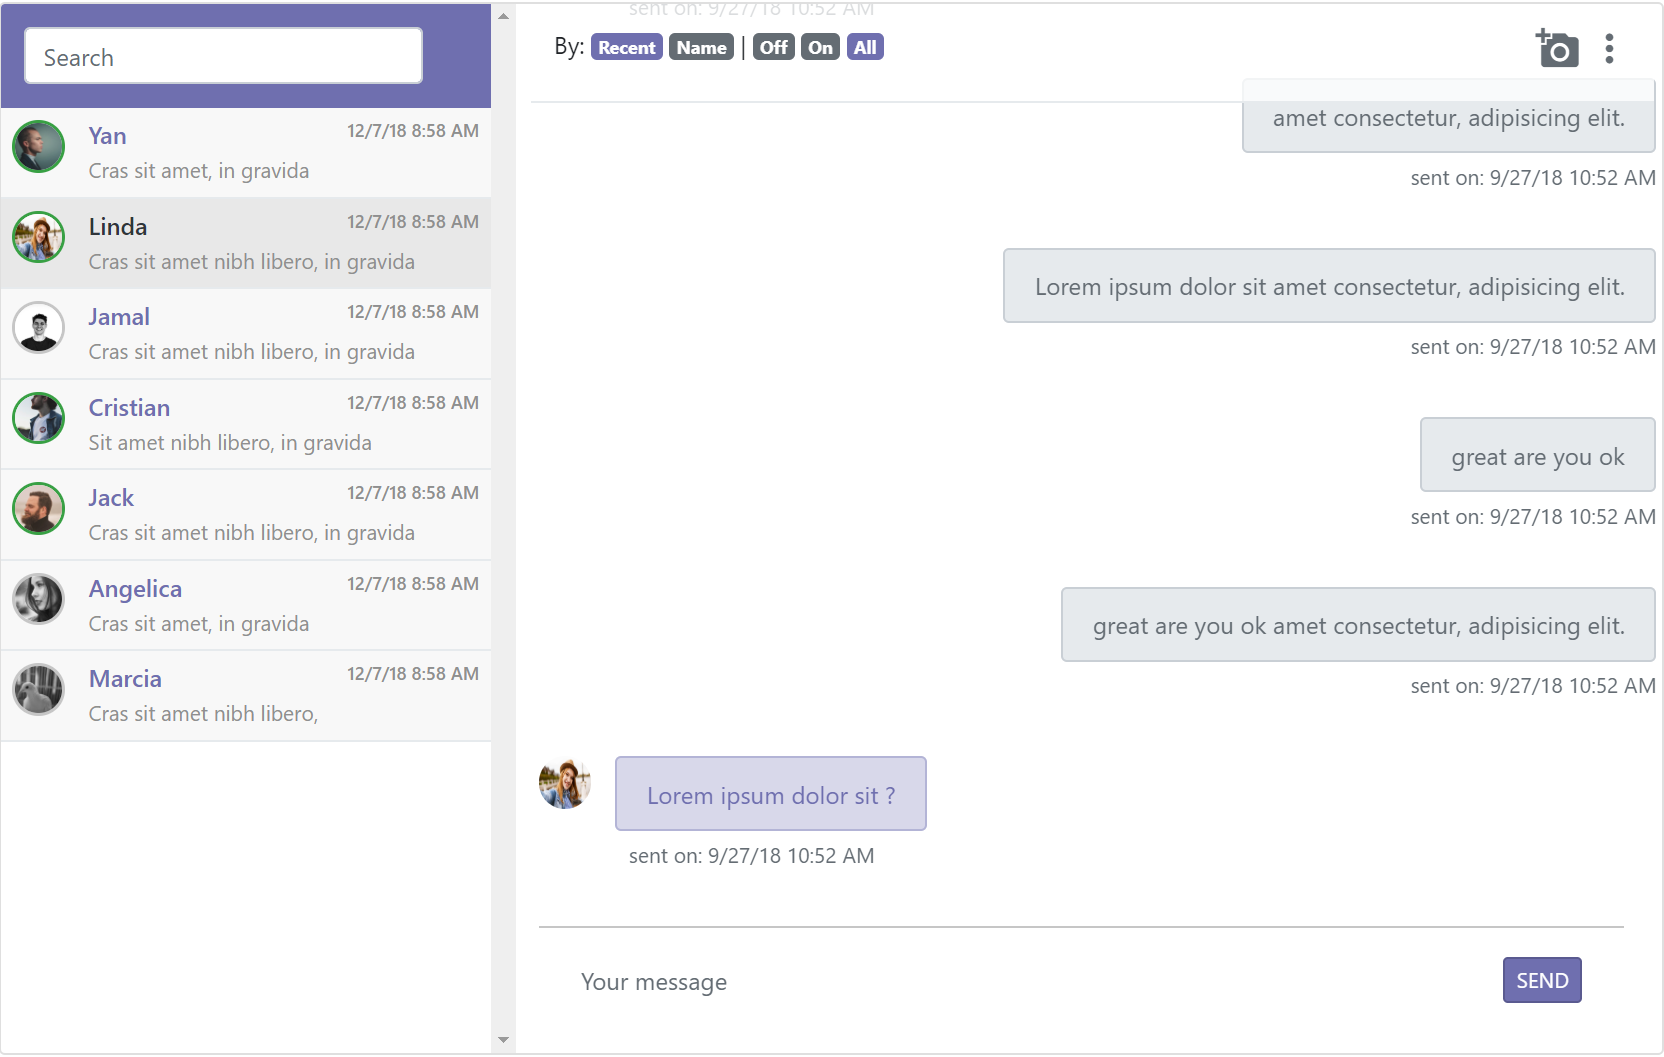 Search
Yan
12/7/18 8:58 AM
Cras sit amet, in gravida
Linda
12/7/18 8:58 AM
Cras sit amet nibh libero, in gravida
Jamal
12/7/18 8:58 AM
Cras sit amet nibh libero, in gravida
Cristian
12/7/18 8:58 AM
Sit amet nibh libero, in gravida
Jack
12/7/18 8:58 AM
Cras sit amet nibh libero, in gravida
Angelica
12/7/18 8:58 AM
Cras sit amet, in gravida
Marcia
12/7/18 8:58 AM
Cras sit amet nibh libero,
sent on: 9/27/18 10:52 AM
By: Recent Name | Off On All
amet consectetur, adipisicing elit.
sent on: 9/27/18 10:52 AM
Lorem ipsum dolor sit amet consectetur, adipisicing elit.
sent on: 9/27/18 10:52 AM
great are you ok
sent on: 9/27/18 10:52 AM
great are you ok amet consectetur, adipisicing elit.
sent on: 9/27/18 10:52 AM
Lorem ipsum dolor sit ?
sent on: 9/27/18 10:52 AM
Your message
SEND